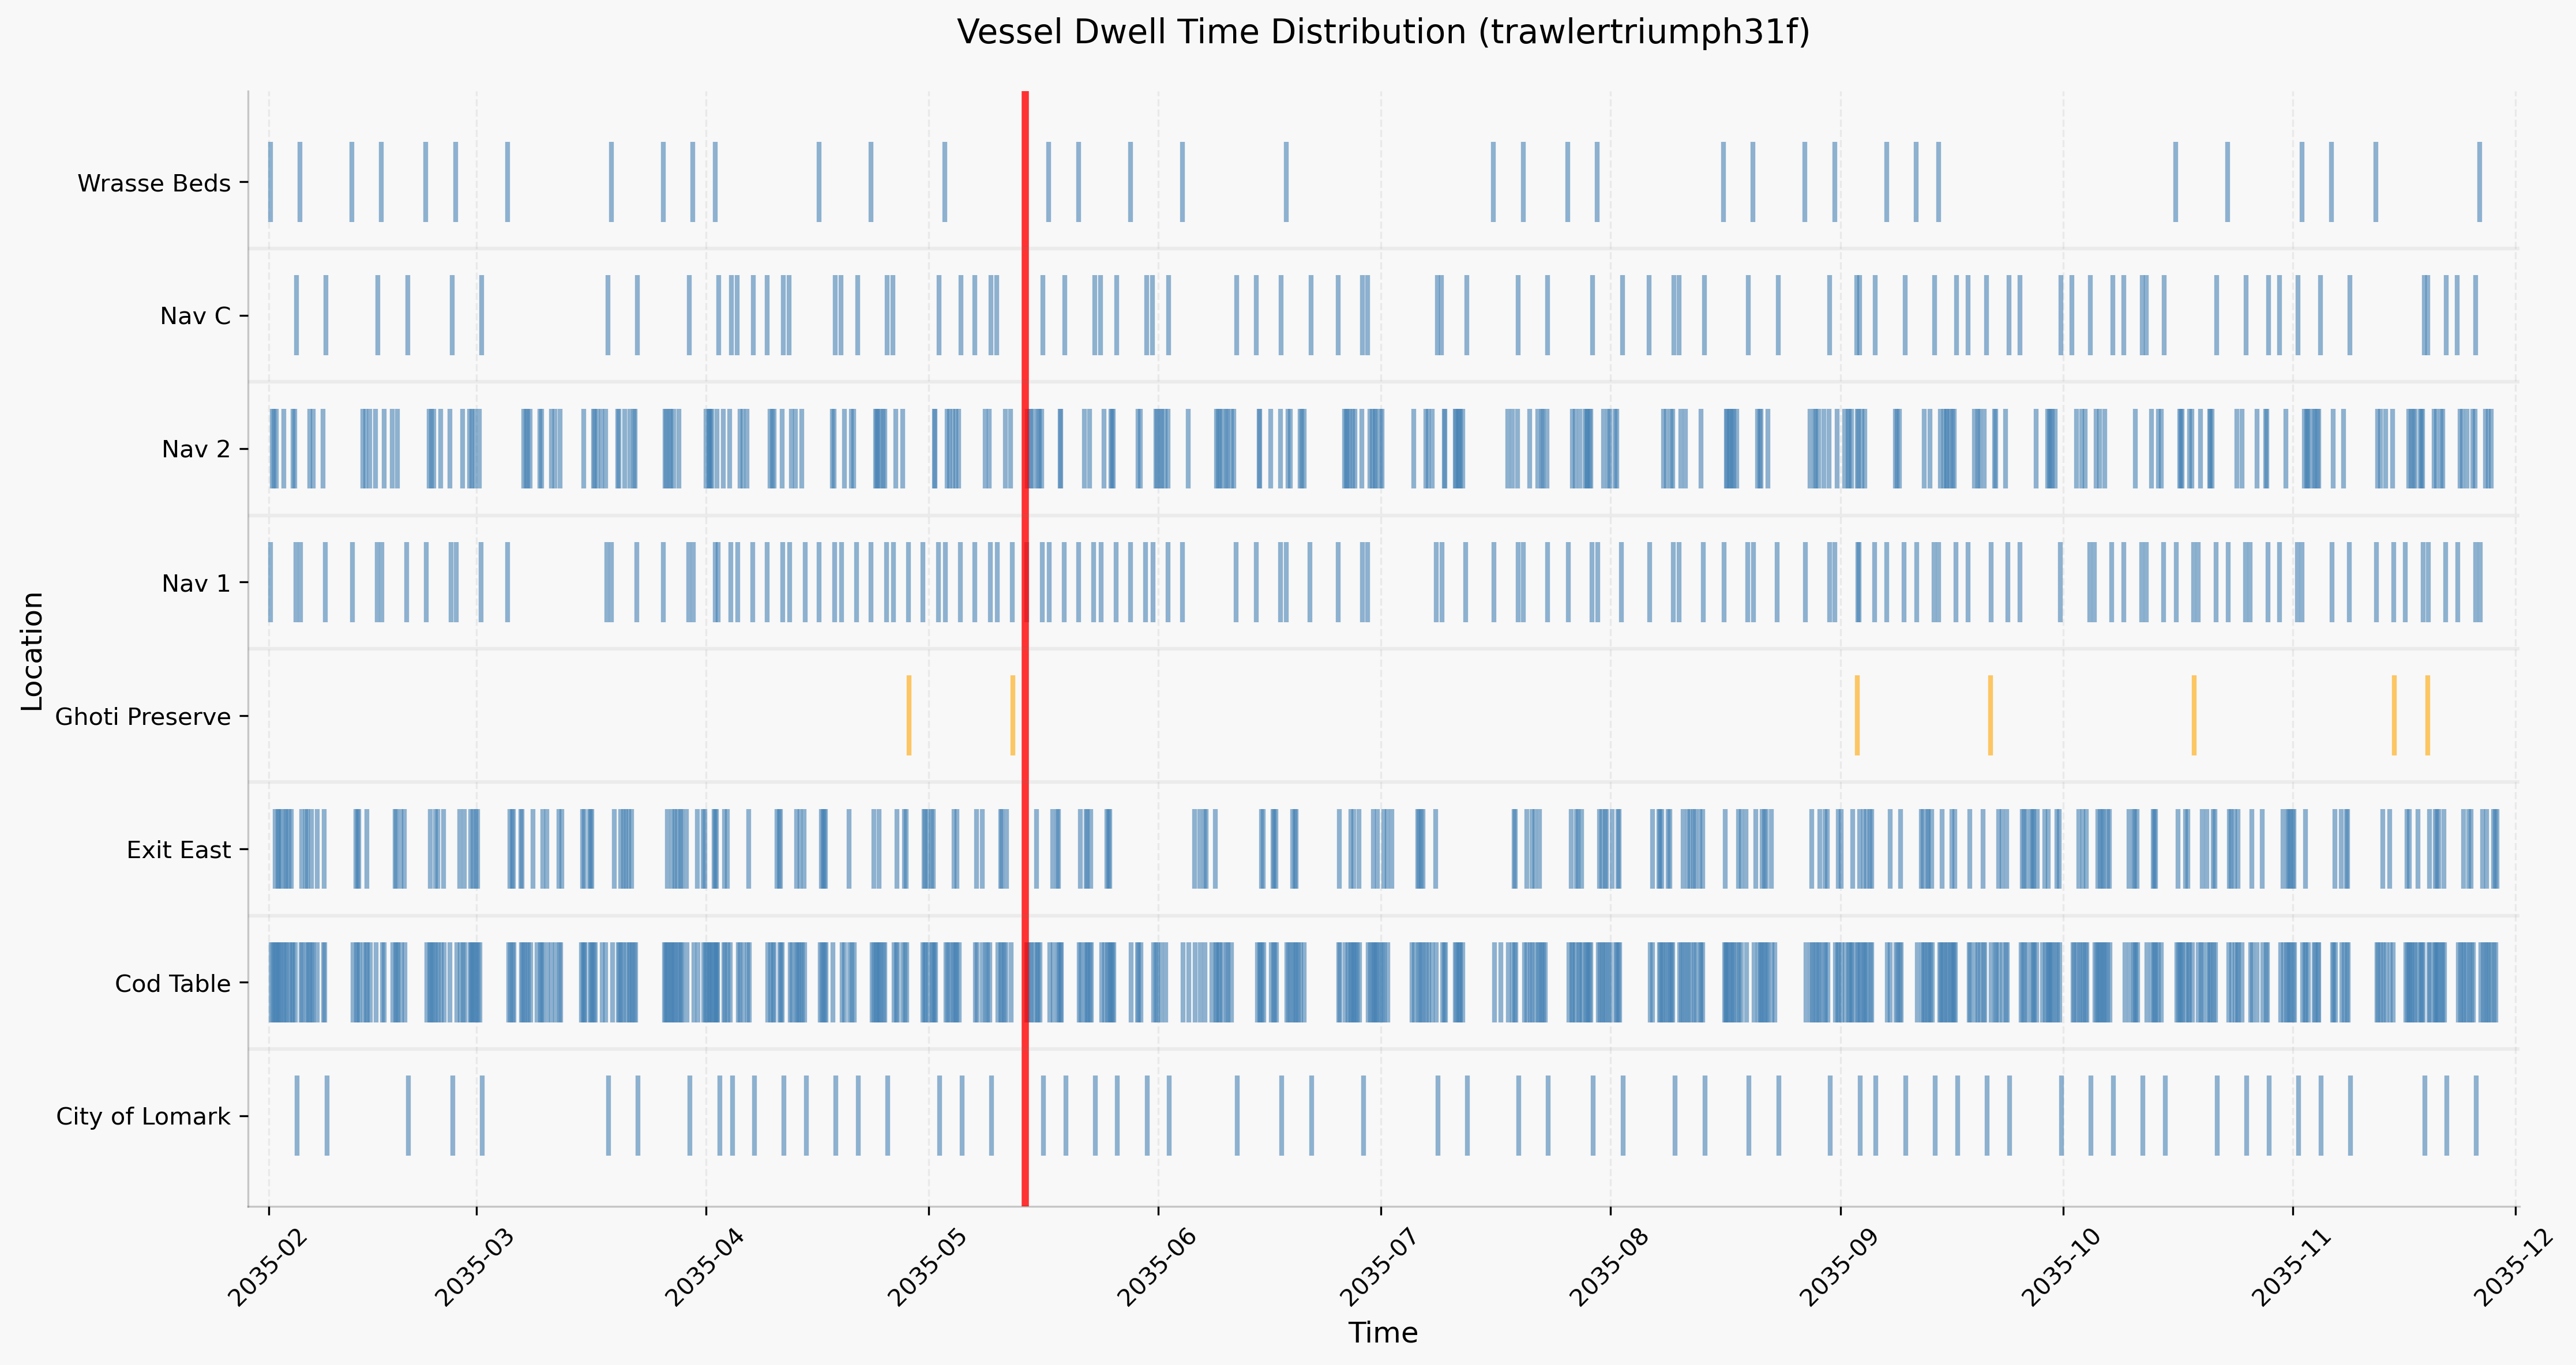 Vessel Dwell Time Distribution (trawlertriumph31f)
Location
Wrasse Beds
Nav C
Nav 2
Nav 1
Ghoti Preserve
Exit East
Cod Table
City of Lomark
2035-02
2035-03
2035-04
2035-05
2035-06
2035-07
2035-08
2035-09
2035-10
2035-11
2035-12
Time